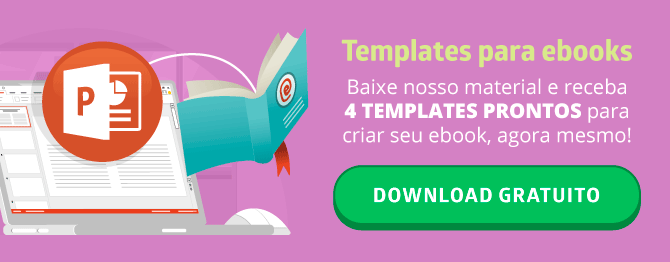 P
Templates para ebooks
Baixe nosso material e receba
4 TEMPLATES PRONTOS para
criar seu ebook, agora mesmo!
DOWNLOAD GRATUITO